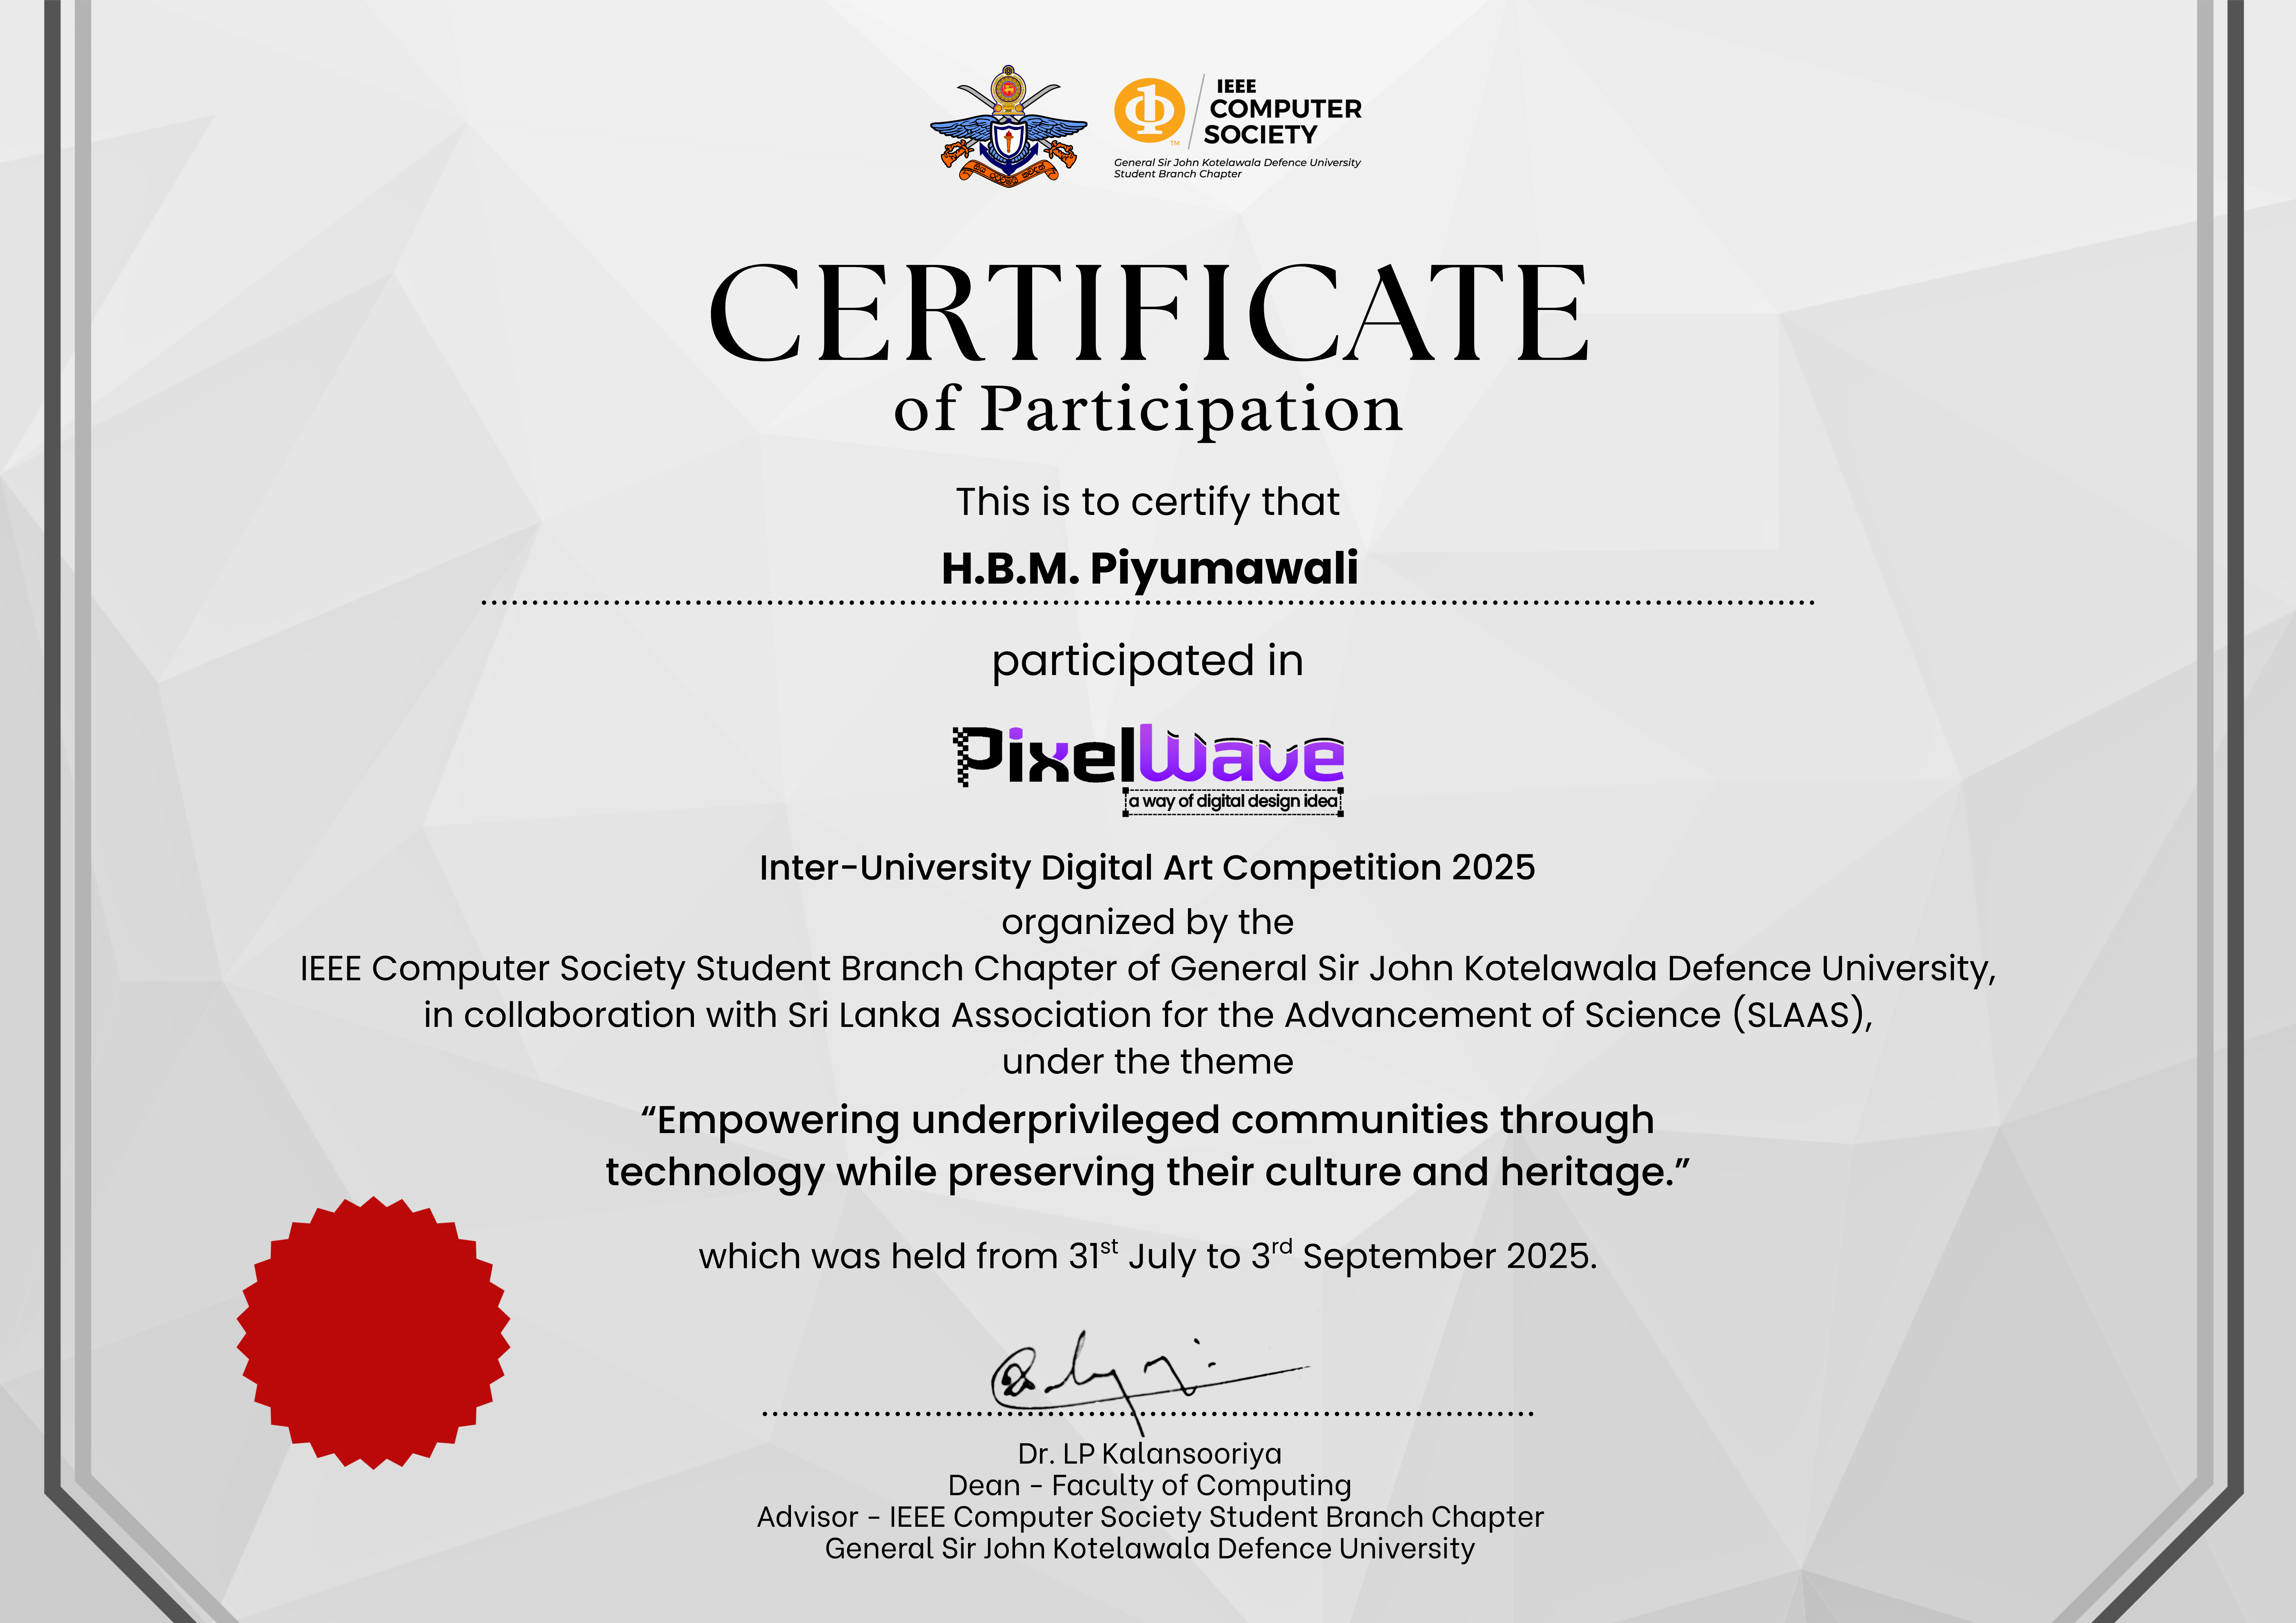 IEEE
COMPUTER
SOCIETY
TM
General Sir John Kotelawala Defence University
Student Branch Chapter
CERTIFICATE
of Participation
This is to certify that
H.B.M. Piyumawali
participated in
PixelWave
a way of digital design idea
Inter-University Digital Art Competition 2025
organized by the
IEEE Computer Society Student Branch Chapter of General Sir John Kotelawala Defence University,
in collaboration with Sri Lanka Association for the Advancement of Science (SLAAS),
under the theme
“Empowering underprivileged communities through
technology while preserving their culture and heritage.”
which was held from 31st July to 3rd September 2025.
Dr. LP Kalansooriya
Dean - Faculty of Computing
Advisor - IEEE Computer Society Student Branch Chapter
General Sir John Kotelawala Defence University